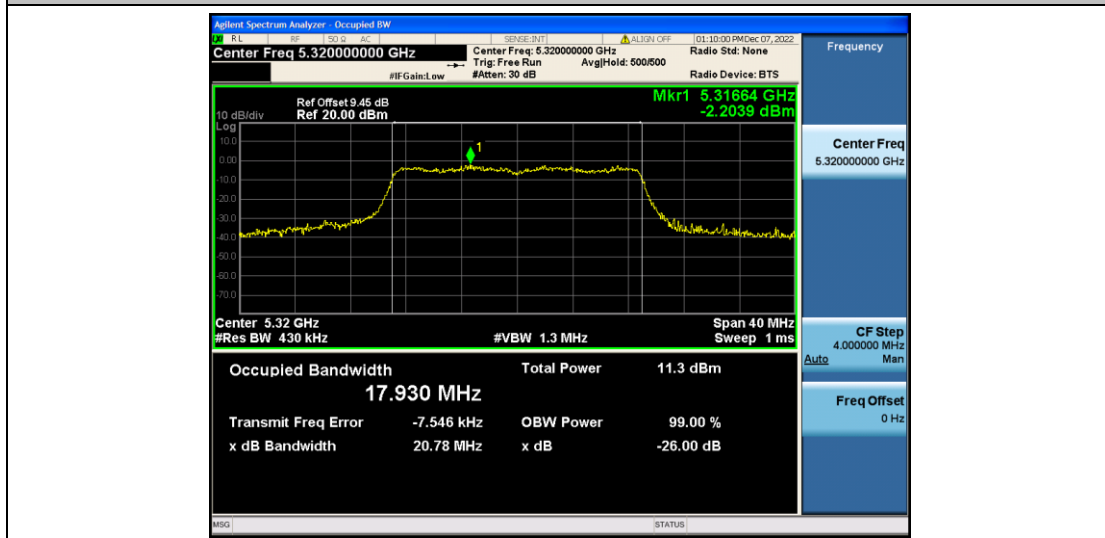 Agilent Spectrum Analyzer - Occupied BW
RL RF 50 Ω AC SENSE:INT ALIGN OFF 01:10:00 PM Dec 07, 2022
Center Freq 5.320000000 GHz Center Freq: 5.320000000 GHz Radio Std: None
Trig: Free Run Avg|Hold: 500/500
#IFGain:Low #Atten: 30 dB Radio Device: BTS
Ref Offset 9.45 dB Mkr1 5.31664 GHz
10 dB/div Ref 20.00 dBm -2.2039 dBm
Log
10.0
0.00
-10.0
-20.0
-30.0
-40.0
-50.0
-60.0
-70.0
1
Center 5.32 GHz Span 40 MHz
#Res BW 430 kHz #VBW 1.3 MHz Sweep 1 ms
Occupied Bandwidth Total Power 11.3 dBm
17.930 MHz
Transmit Freq Error -7.546 kHz OBW Power 99.00 %
x dB Bandwidth 20.78 MHz x dB -26.00 dB
MSG STATUS
Frequency
Center Freq
5.320000000 GHz
CF Step
4.000000 MHz
Auto Man
Freq Offset
0 Hz